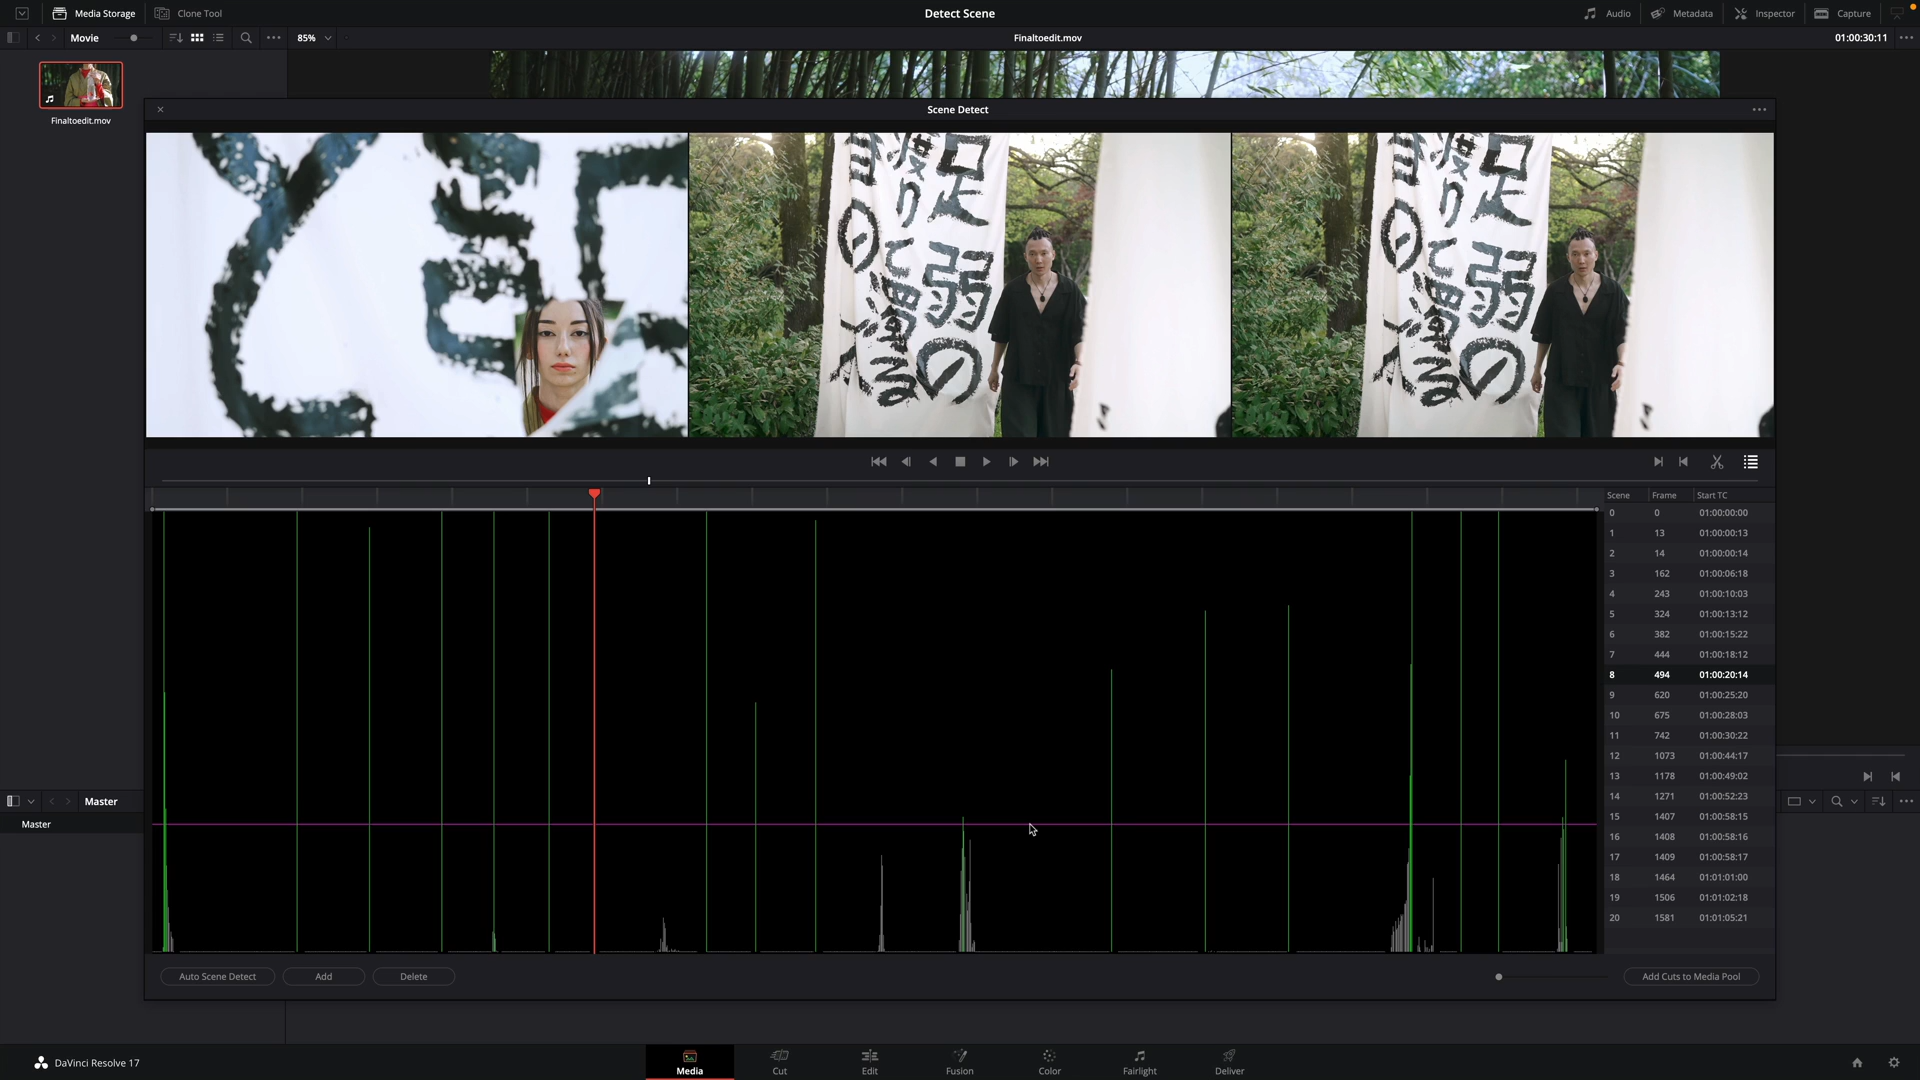 Media Storage
Clone Tool
Detect Scene
Audio
Metadata
Inspector
Capture
Movie
85%
Finaltoedit.mov
01:00:30:11
Finaltoedit.mov
Scene Detect
足弱の
渡りて濁る
Scene Frame Start TC
0 0 01:00:00:00
1 13 01:00:00:13
2 14 01:00:00:14
3 162 01:00:06:18
4 243 01:00:10:03
5 324 01:00:13:12
6 382 01:00:15:22
7 444 01:00:18:12
8 494 01:00:20:14
9 620 01:00:25:20
10 675 01:00:28:03
11 742 01:00:30:22
12 1073 01:00:44:17
13 1178 01:00:49:02
14 1271 01:00:52:23
15 1407 01:00:58:15
16 1408 01:00:58:16
17 1409 01:00:58:17
18 1464 01:01:01:00
19 1506 01:01:02:18
20 1581 01:01:05:21
Master
Master
Auto Scene Detect
Add
Delete
Add Cuts to Media Pool
DaVinci Resolve 17
Media
Cut
Edit
Fusion
Color
Fairlight
Deliver